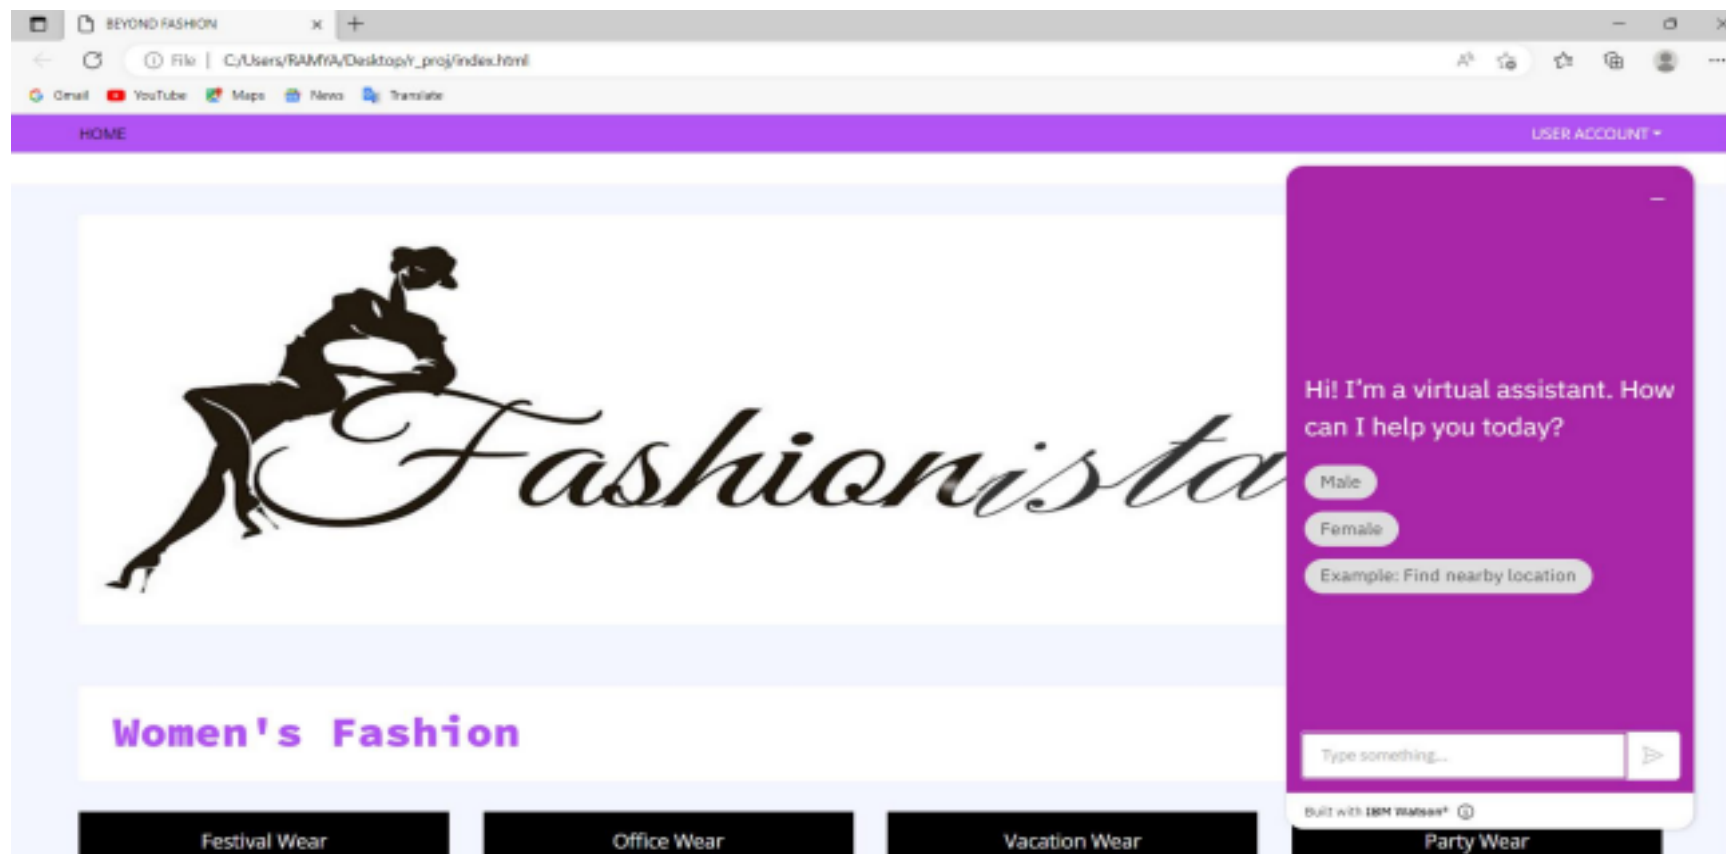 BEYOND FASHION
File | C:/Users/RAMYA/Desktop/r_proj/index.html
Gmail YouTube Maps News Translate
HOME USER ACCOUNT
Fashionista
Hi! I'm a virtual assistant. How
can I help you today?
Male
Female
Example: Find nearby location
Type something...
Built with IBM Watson®
Women's Fashion
Festival Wear Office Wear Vacation Wear Party Wear